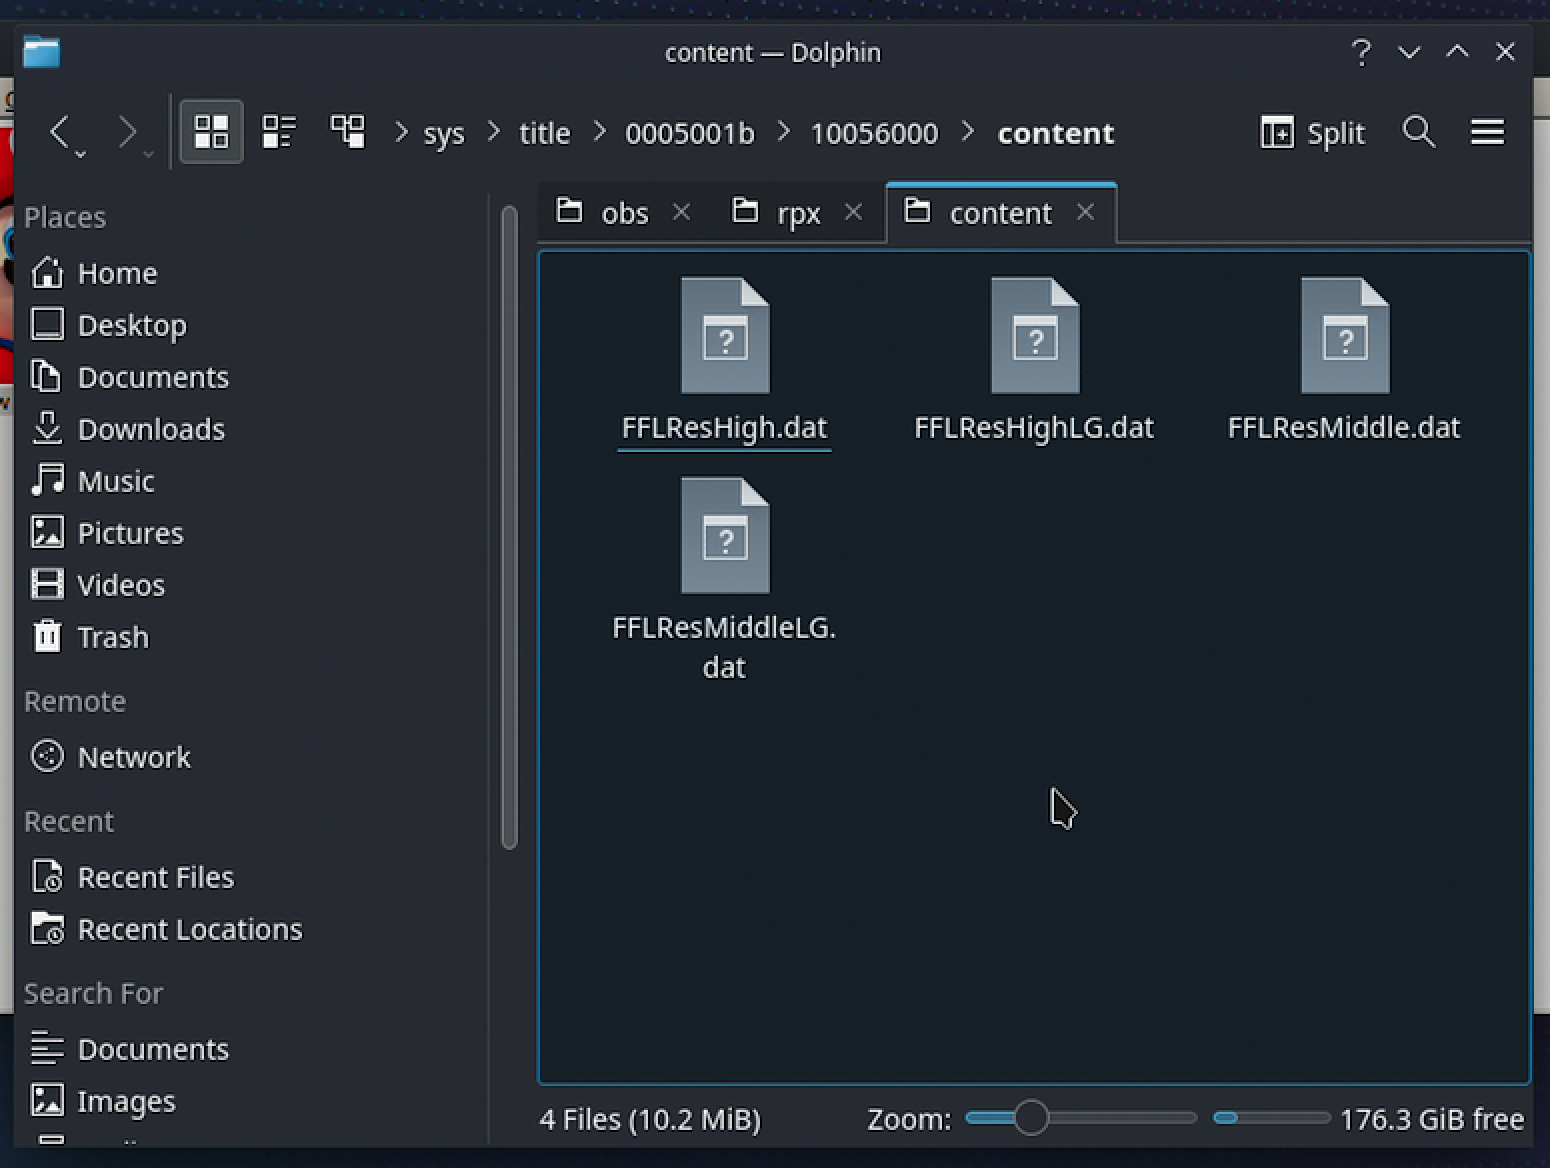 content — Dolphin
sys
title
0005001b
10056000
content
Split
Places
Home
Desktop
Documents
Downloads
Music
Pictures
Videos
Trash
Remote
Network
Recent
Recent Files
Recent Locations
Search For
Documents
Images
obs
rpx
content
FFLResHigh.dat
FFLResHighLG.dat
FFLResMiddle.dat
FFLResMiddleLG.
dat
4 Files (10.2 MiB)
Zoom:
176.3 GiB free